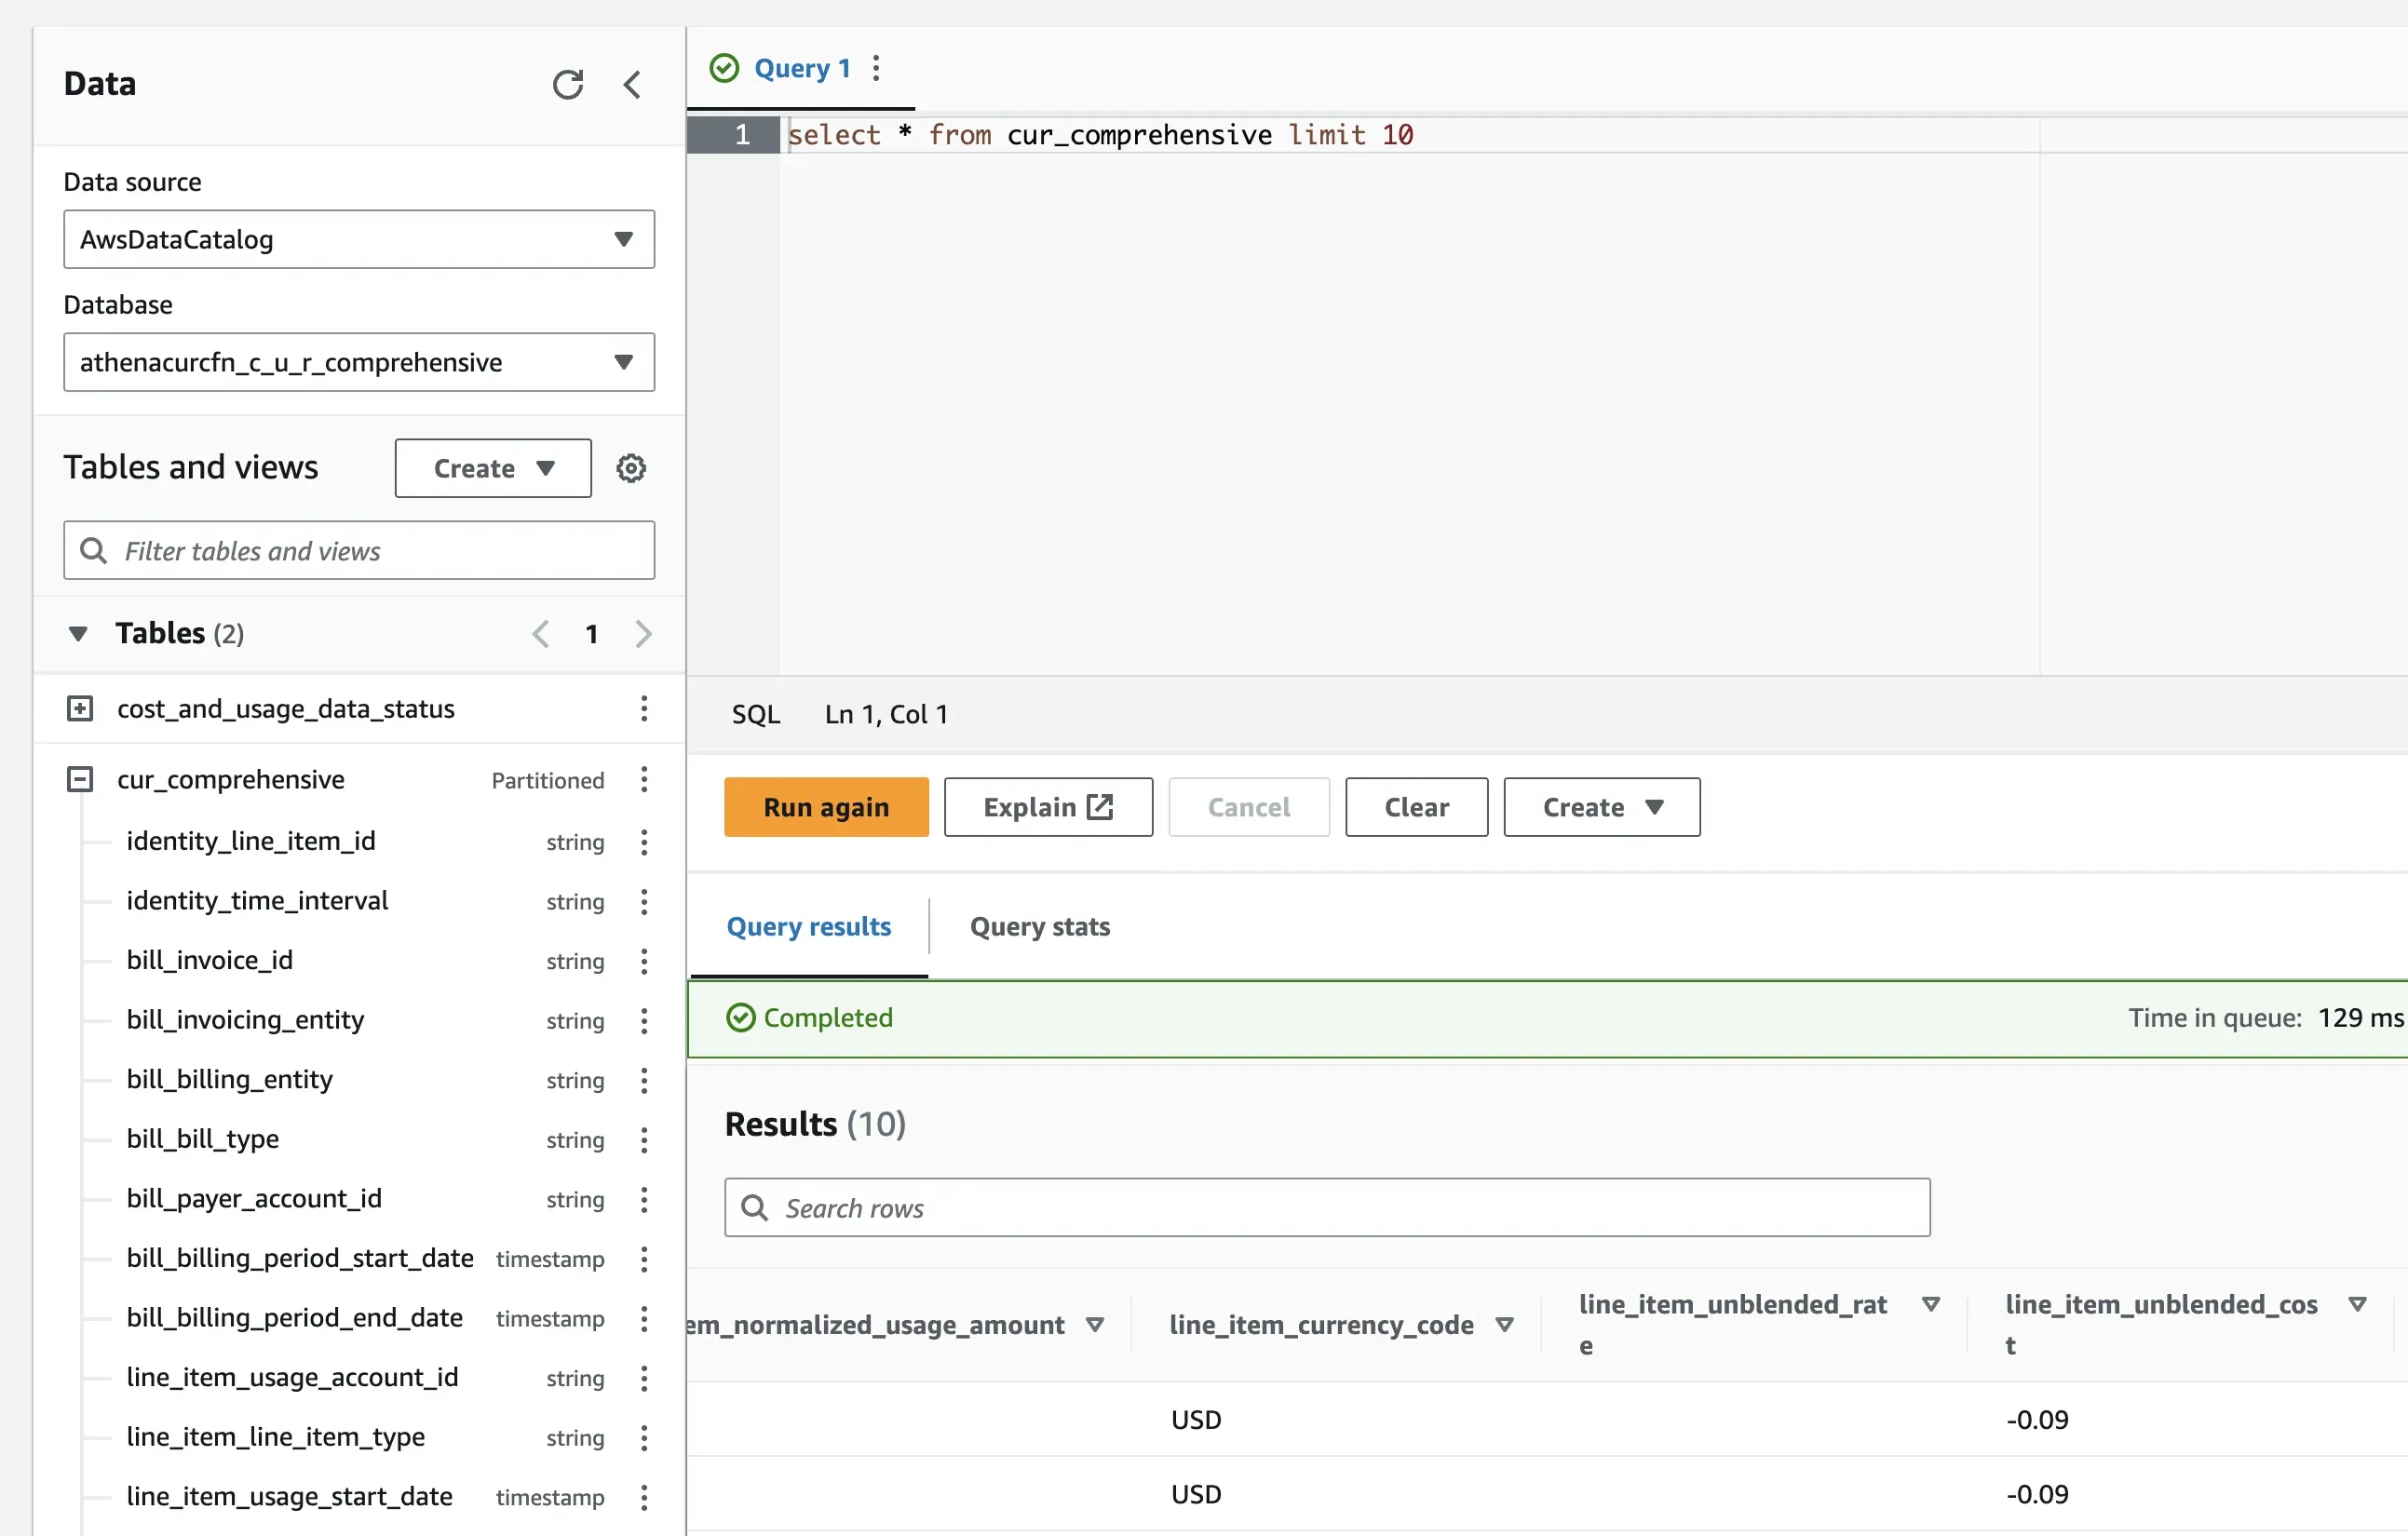 Data
Data source
AwsDataCatalog
Database
athenacurcfn_c_u_r_comprehensive
Tables and views
Create
Filter tables and views
Tables (2)
1
cost_and_usage_data_status
cur_comprehensive Partitioned
identity_line_item_id string
identity_time_interval string
bill_invoice_id string
bill_invoicing_entity string
bill_billing_entity string
bill_bill_type string
bill_payer_account_id string
bill_billing_period_start_date timestamp
bill_billing_period_end_date timestamp
line_item_usage_account_id string
line_item_line_item_type string
line_item_usage_start_date timestamp
Query 1
1 select * from cur_comprehensive limit 10
SQL Ln 1, Col 1
Run again Explain Cancel Clear Create
Query results Query stats
Completed Time in queue: 129 ms
Results (10)
Search rows
em_normalized_usage_amount line_item_currency_code line_item_unblended_rat line_item_unblended_cos
e t
USD -0.09
USD -0.09